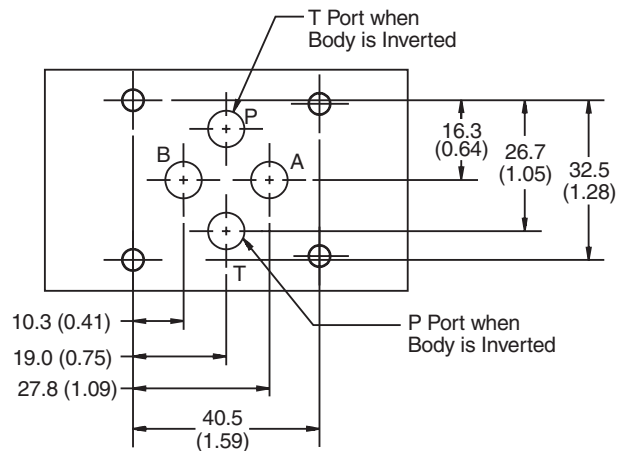 T Port when
Body is Inverted
P
B
A
T
16.3
(0.64)
26.7
(1.05)
32.5
(1.28)
10.3 (0.41)
19.0 (0.75)
27.8 (1.09)
40.5
(1.59)
P Port when
Body is Inverted